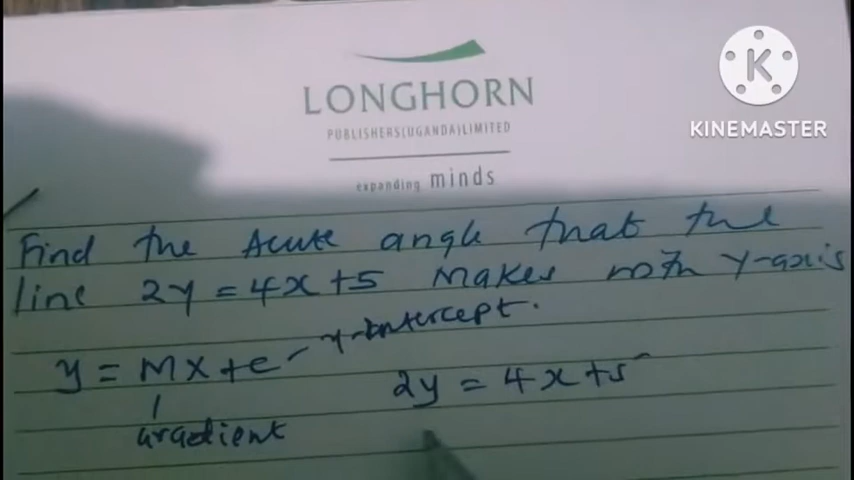 LONGHORN
PUBLISHERS(UGANDA)LIMITED
expanding minds
KINEMASTER
Find the Acute angle that the
line 2y = 4x + 5 Makes with Y-axis
y = Mx + c - y-intercept.
gradient
2y = 4x + 5